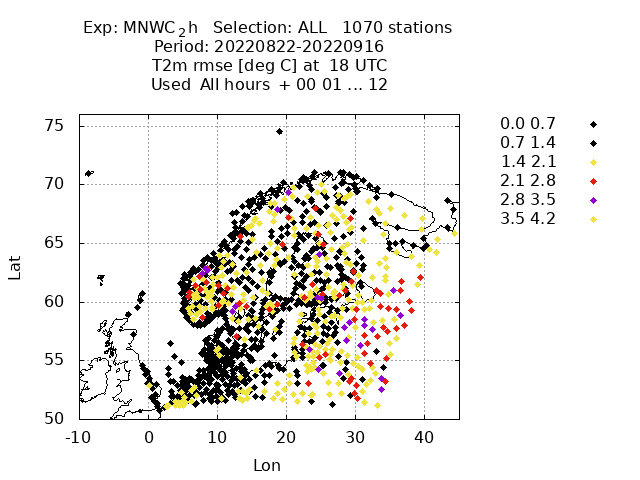 Exp: MNWC_2h   Selection: ALL   1070 stations
Period: 20220822-20220916
T2m rmse [deg C] at  18 UTC
Used  All hours  + 00 01 ... 12
0.0 0.7
0.7 1.4
1.4 2.1
2.1 2.8
2.8 3.5
3.5 4.2
75
70
65
60
55
50
Lat
-10 0 10 20 30 40
Lon